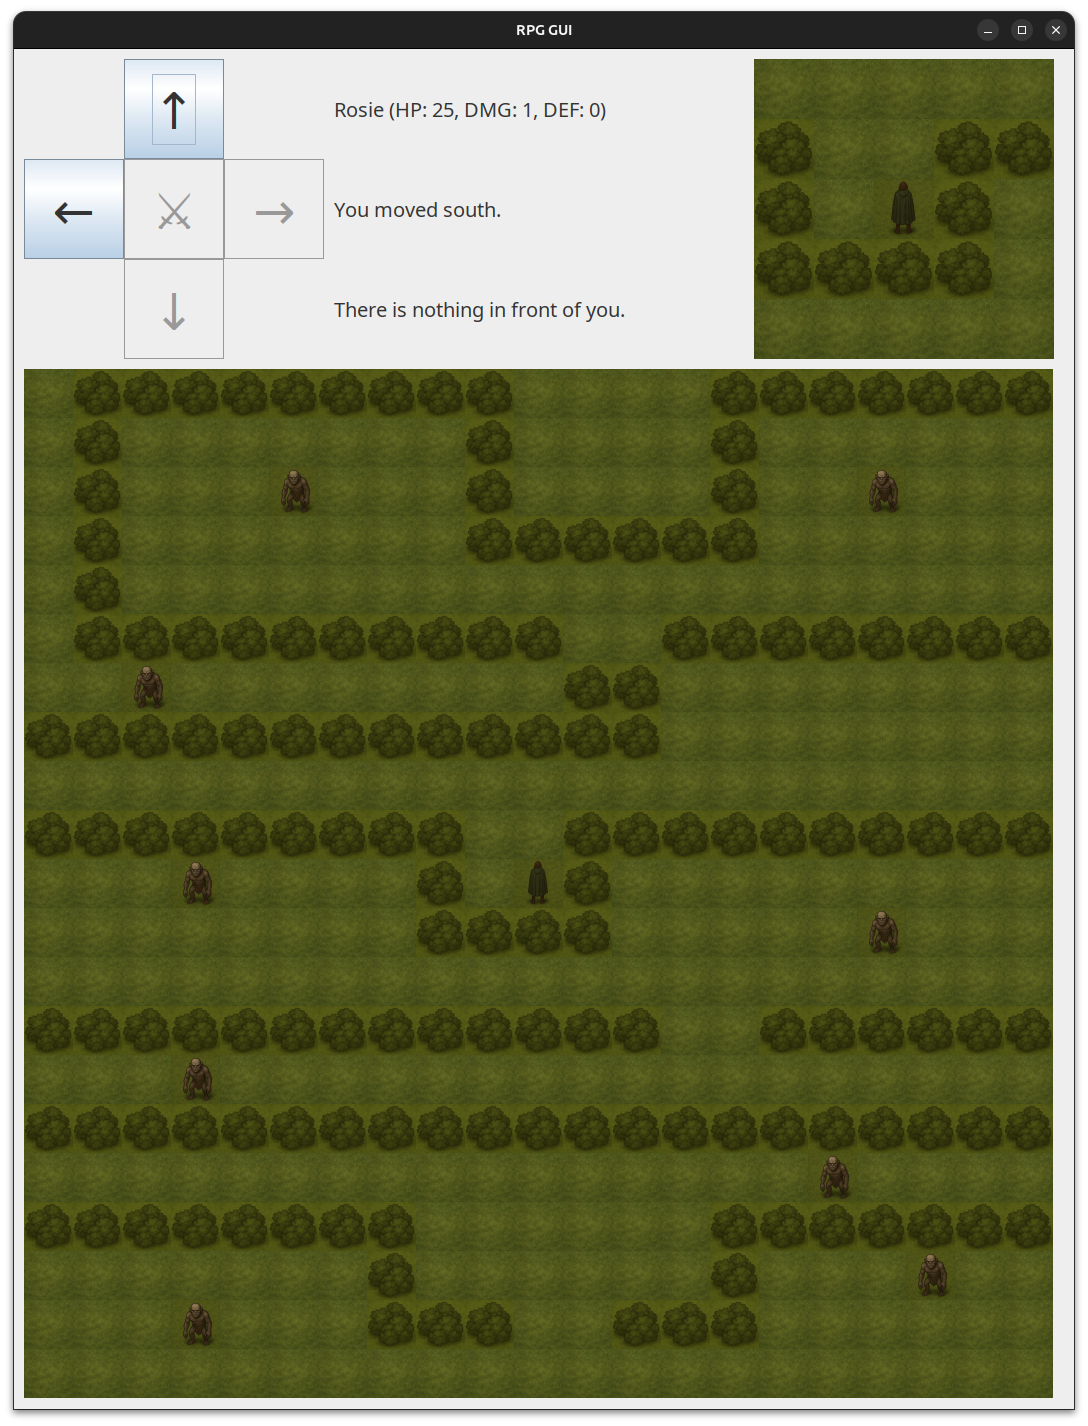 RPG GUI
↑
Rosie (HP: 25, DMG: 1, DEF: 0)
← ⚔ →
You moved south.
↓
There is nothing in front of you.